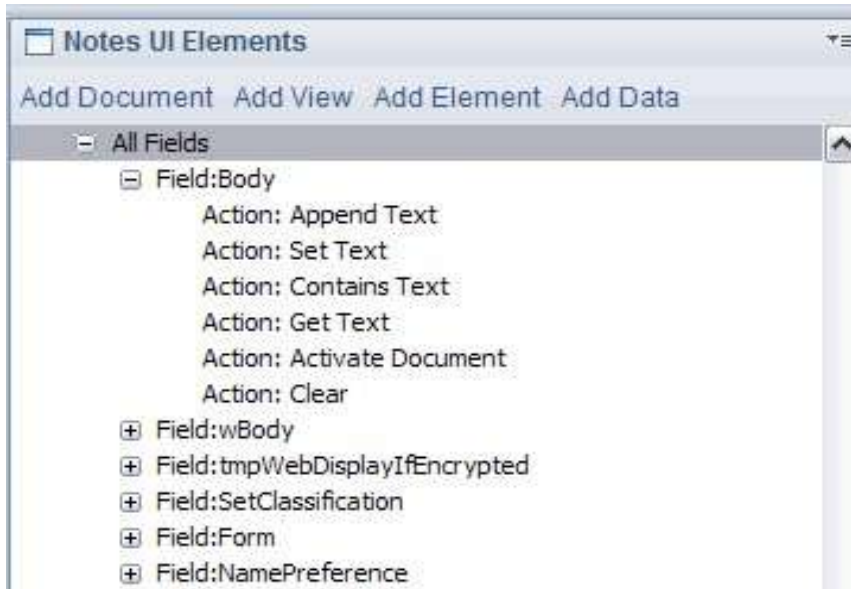 Notes UI Elements
Add Document Add View Add Element Add Data
All Fields
Field:Body
Action: Append Text
Action: Set Text
Action: Contains Text
Action: Get Text
Action: Activate Document
Action: Clear
Field:wBody
Field:tmpWebDisplayIfEncrypted
Field:SetClassification
Field:Form
Field:NamePreference